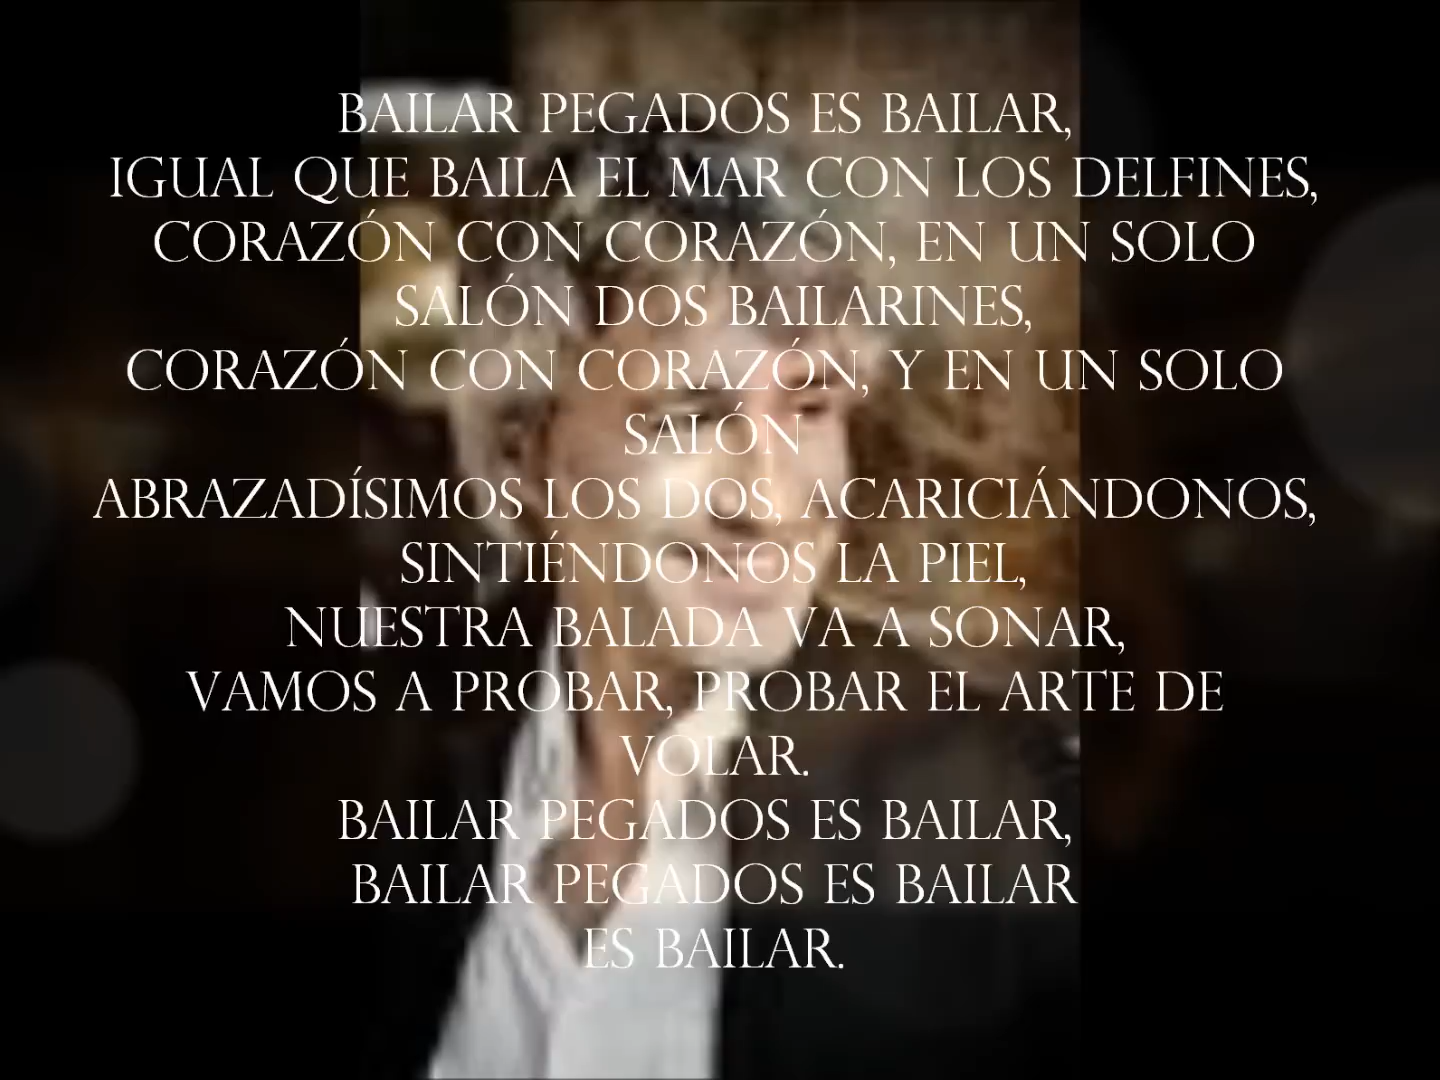 BAILAR PEGADOS ES BAILAR,
IGUAL QUE BAILA EL MAR CON LOS DELFINES,
CORAZÓN CON CORAZÓN, EN UN SOLO
SALÓN DOS BAILARINES,
CORAZÓN CON CORAZÓN, Y EN UN SOLO
SALÓN
ABRAZADÍSIMOS LOS DOS, ACARICIÁNDONOS,
SINTIÉNDONOS LA PIEL,
NUESTRA BALADA VA A SONAR,
VAMOS A PROBAR, PROBAR EL ARTE DE
VOLAR.
BAILAR PEGADOS ES BAILAR,
BAILAR PEGADOS ES BAILAR
ES BAILAR.